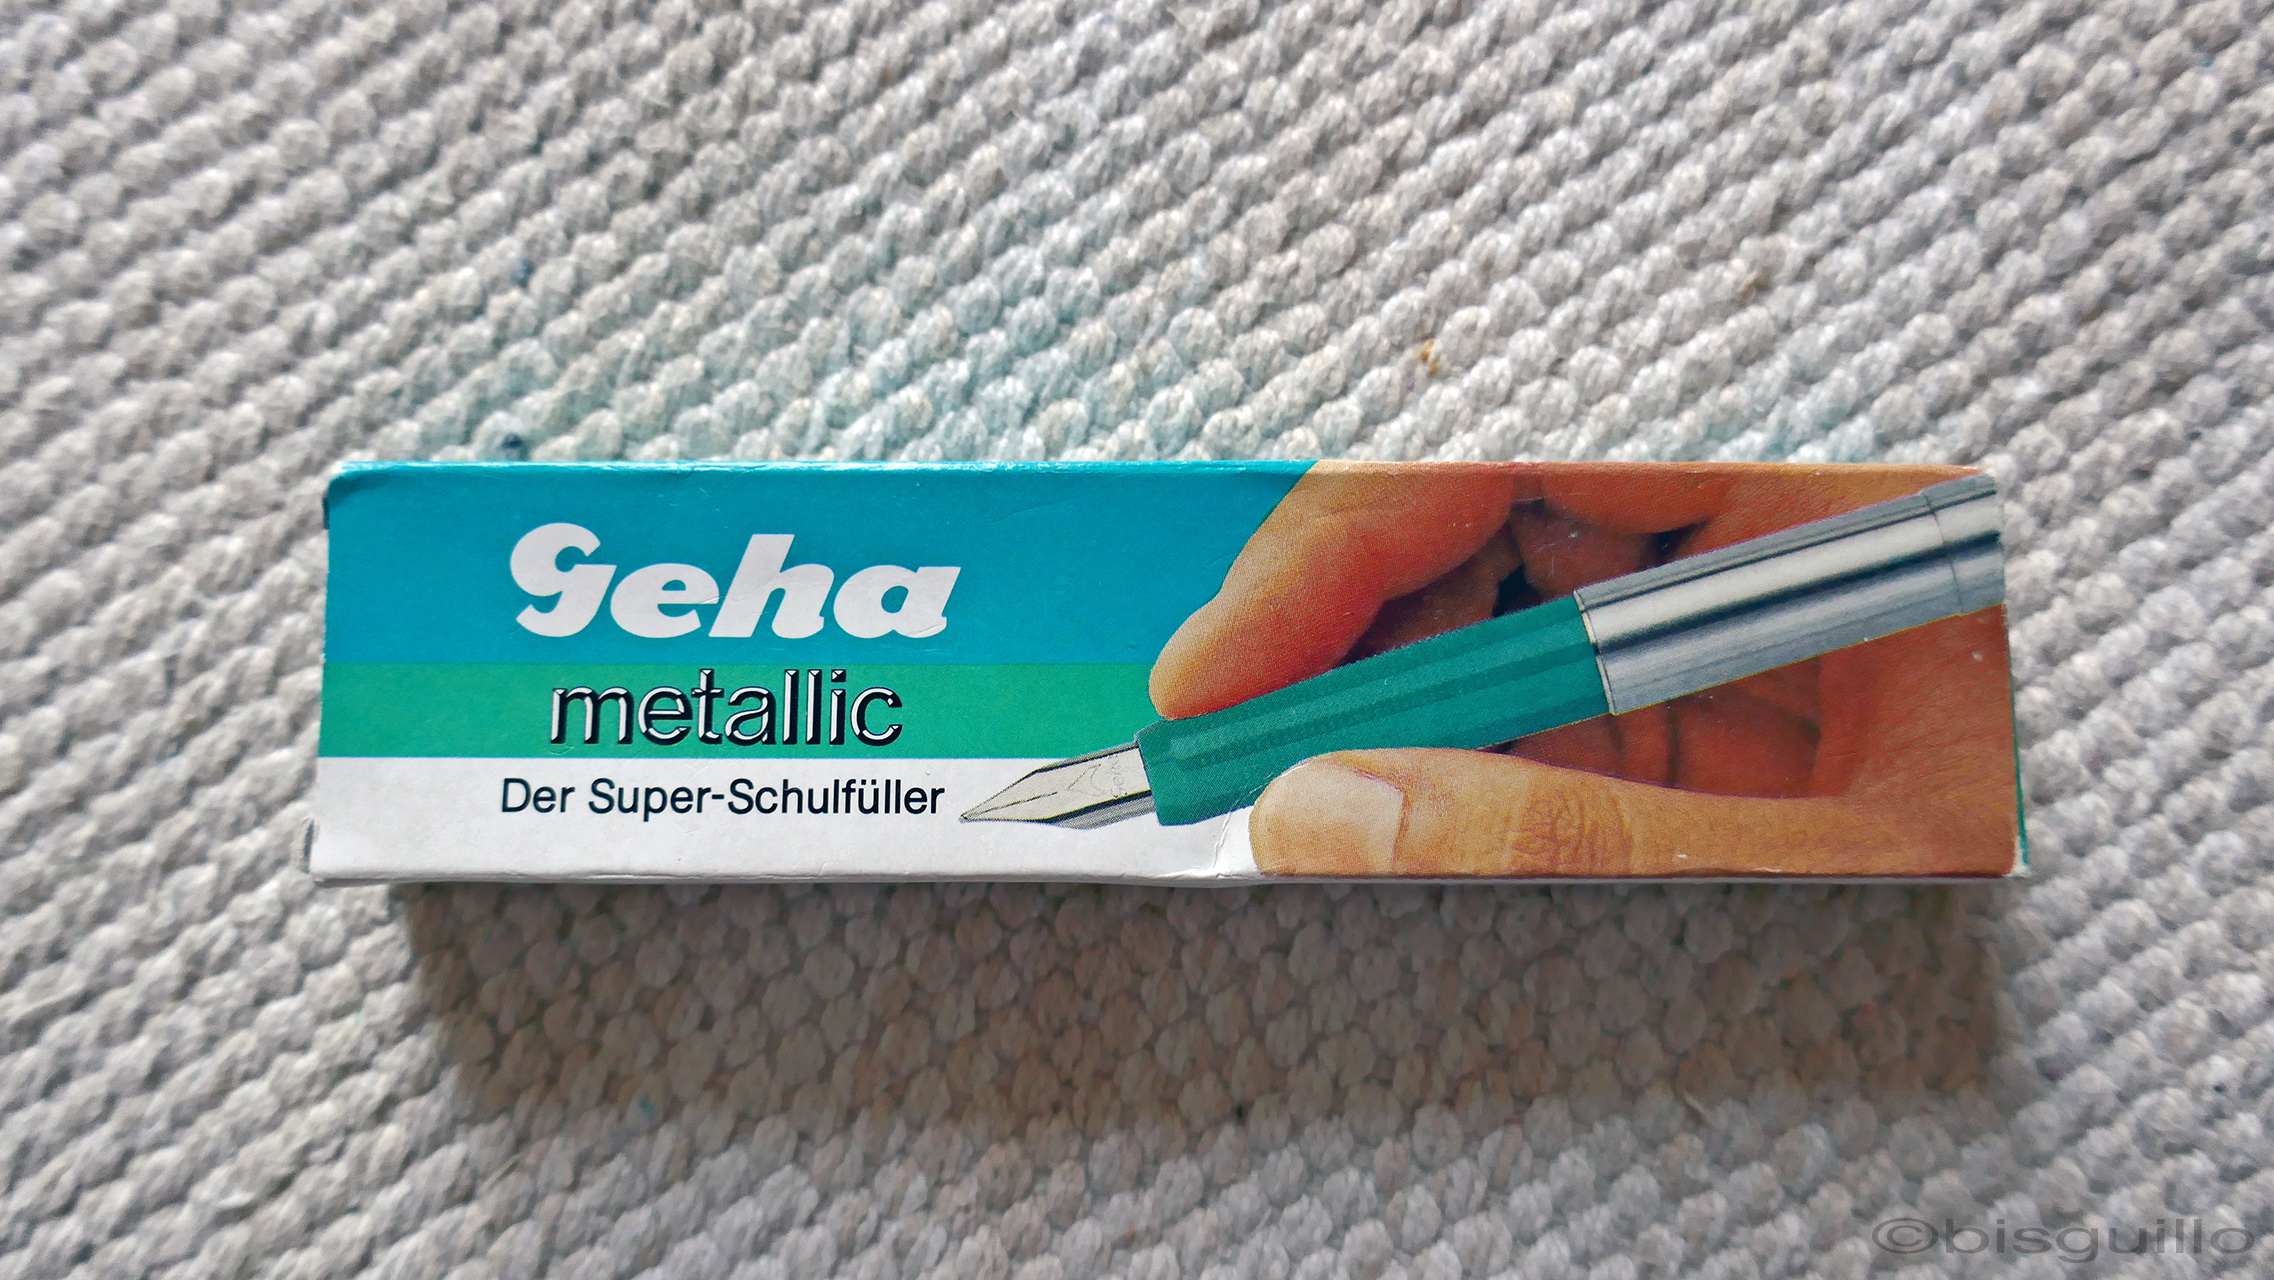 Geha
metallic
Der Super-Schulfüller
©bisguillo